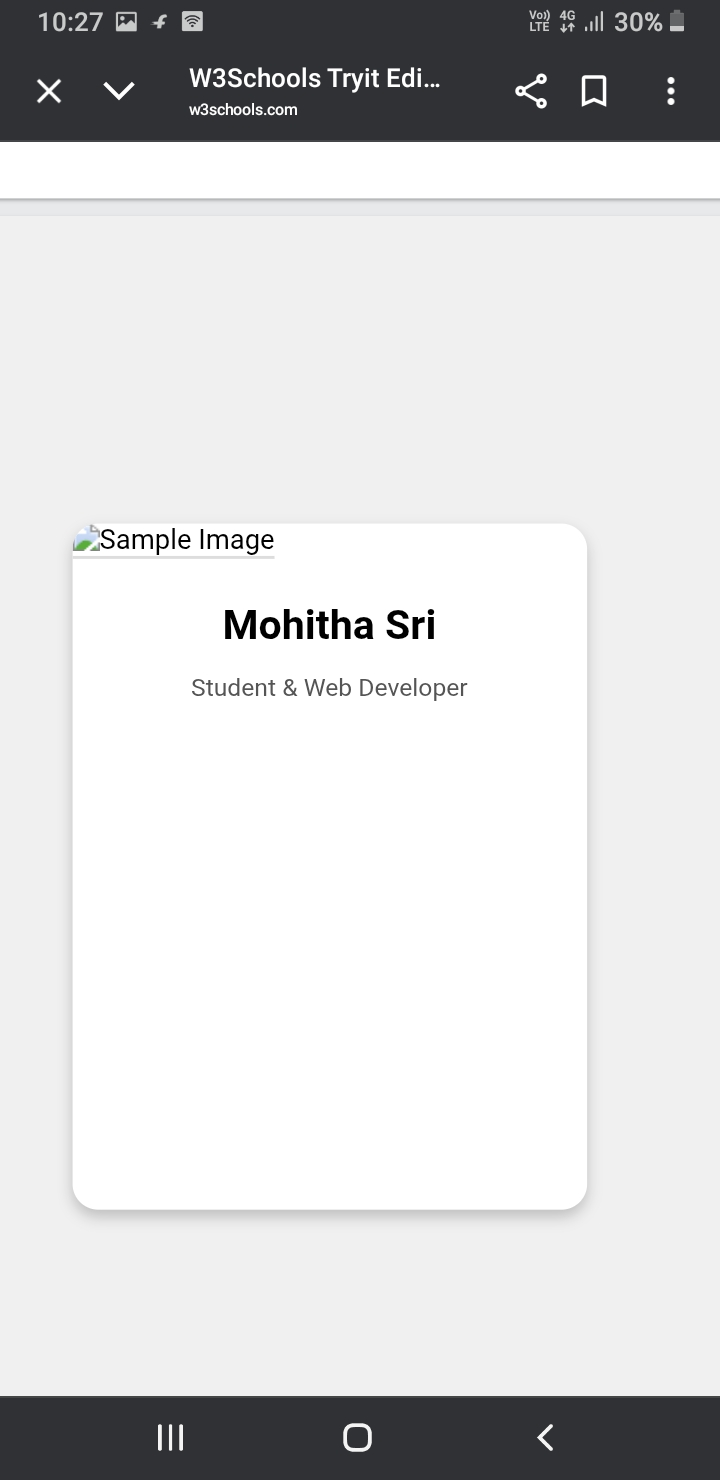 10:27 Vo)) LTE 4G 30%
W3Schools Tryit Edi...
w3schools.com
Sample Image
Mohitha Sri
Student & Web Developer